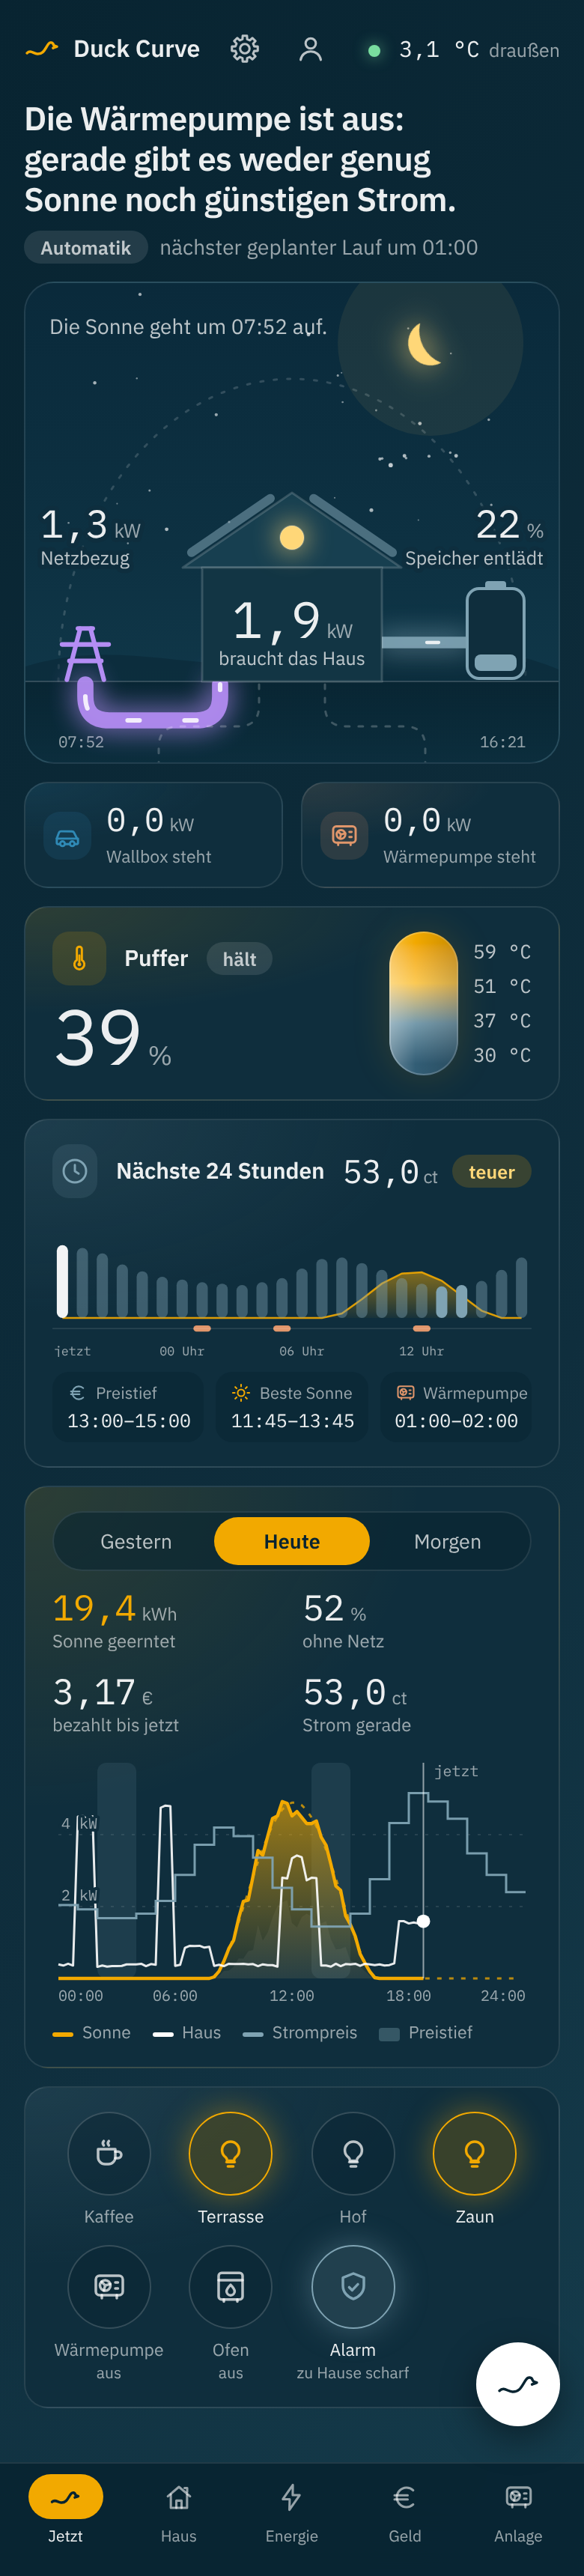 Duck Curve
3,1 °C draußen
Die Wärmepumpe ist aus:
gerade gibt es weder genug
Sonne noch günstigen Strom.
Automatik nächster geplanter Lauf um 01:00
Die Sonne geht um 07:52 auf.
1,3 kW
Netzbezug
22 %
Speicher entlädt
1,9 kW
braucht das Haus
07:52
16:21
0,0 kW
Wallbox steht
0,0 kW
Wärmepumpe steht
Puffer hält
39 %
59 °C
51 °C
37 °C
30 °C
Nächste 24 Stunden 53,0 ct teuer
jetzt 00 Uhr 06 Uhr 12 Uhr
Preistief
13:00–15:00
Beste Sonne
11:45–13:45
Wärmepumpe
01:00–02:00
Gestern Heute Morgen
19,4 kWh
Sonne geerntet
52 %
ohne Netz
3,17 €
bezahlt bis jetzt
53,0 ct
Strom gerade
jetzt
4 kW
2 kW
00:00 06:00 12:00 18:00 24:00
Sonne Haus Strompreis Preistief
Kaffee
Terrasse
Hof
Zaun
Wärmepumpe
aus
Ofen
aus
Alarm
zu Hause scharf
Jetzt Haus Energie Geld Anlage